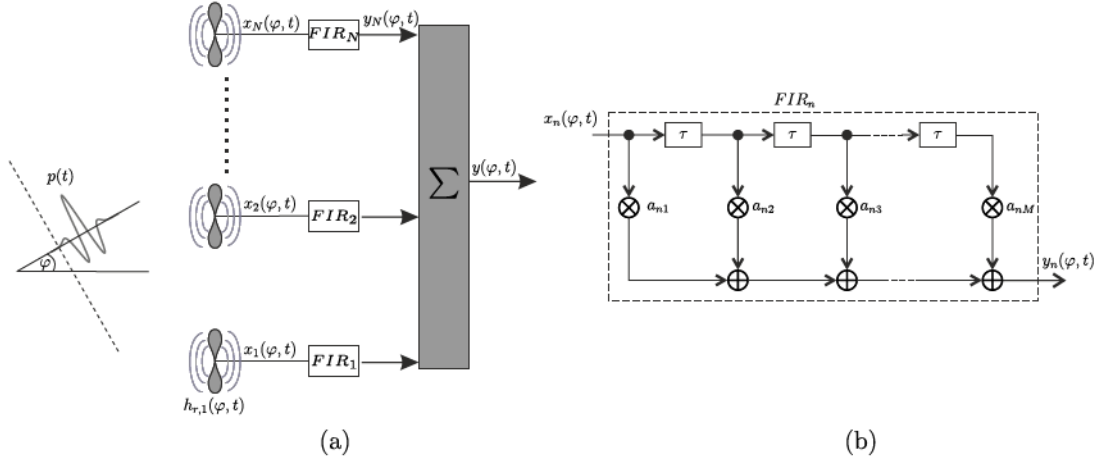 x_N(φ,t) FIR_N y_N(φ,t)
p(t)
φ
x_2(φ,t) FIR_2
Σ y(φ,t)
x_1(φ,t) FIR_1
h_{r,1}(φ,t)
(a)
FIR_n
x_n(φ,t) τ τ τ
a_{n1} a_{n2} a_{n3} a_{nM}
y_n(φ,t)
(b)